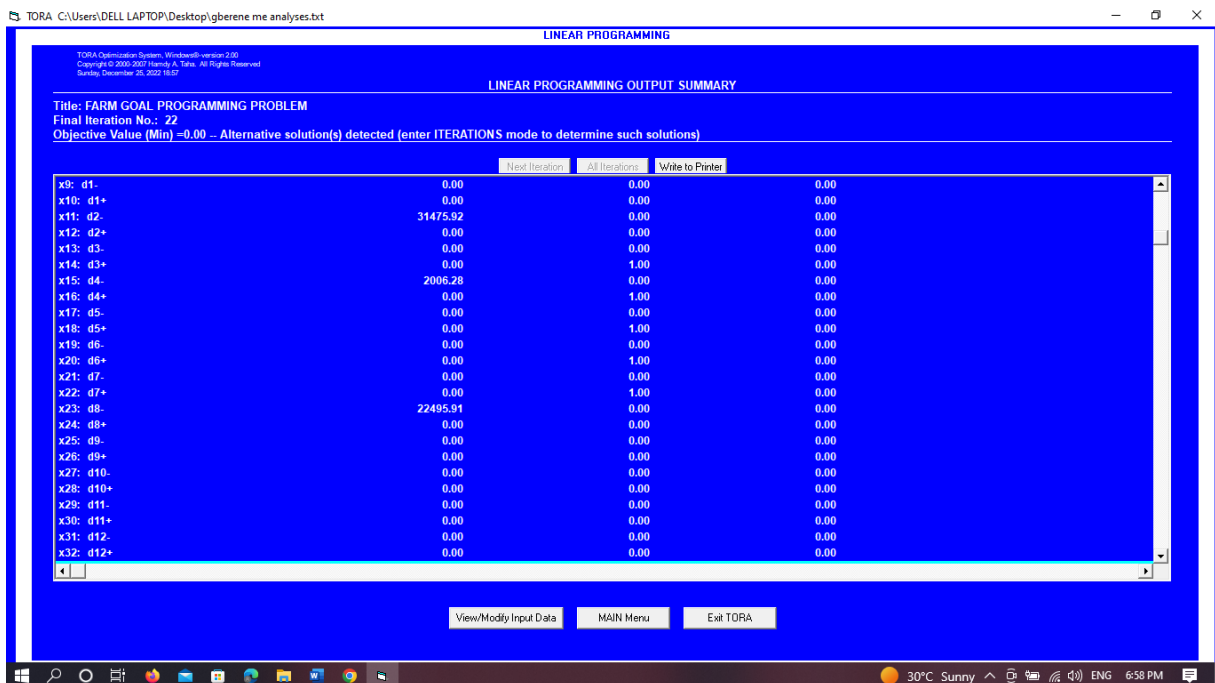 TORA C:\Users\DELL LAPTOP\Desktop\gberene me analyses.txt
LINEAR PROGRAMMING
TORA Optimization System, Windows®-version 2.00
Copyright © 2000-2007 Hamdy A. Taha. All Rights Reserved
Sunday, December 25, 2022 18:57
LINEAR PROGRAMMING OUTPUT SUMMARY
Title: FARM GOAL PROGRAMMING PROBLEM
Final Iteration No.: 22
Objective Value (Min) =0.00 -- Alternative solution(s) detected (enter ITERATIONS mode to determine such solutions)
Next Iteration All Iterations Write to Printer
x9: d1- 0.00 0.00 0.00
x10: d1+ 0.00 0.00 0.00
x11: d2- 31475.92 0.00 0.00
x12: d2+ 0.00 0.00 0.00
x13: d3- 0.00 0.00 0.00
x14: d3+ 0.00 1.00 0.00
x15: d4- 2006.28 0.00 0.00
x16: d4+ 0.00 1.00 0.00
x17: d5- 0.00 0.00 0.00
x18: d5+ 0.00 1.00 0.00
x19: d6- 0.00 0.00 0.00
x20: d6+ 0.00 1.00 0.00
x21: d7- 0.00 0.00 0.00
x22: d7+ 0.00 1.00 0.00
x23: d8- 22495.91 0.00 0.00
x24: d8+ 0.00 0.00 0.00
x25: d9- 0.00 0.00 0.00
x26: d9+ 0.00 0.00 0.00
x27: d10- 0.00 0.00 0.00
x28: d10+ 0.00 0.00 0.00
x29: d11- 0.00 0.00 0.00
x30: d11+ 0.00 0.00 0.00
x31: d12- 0.00 0.00 0.00
x32: d12+ 0.00 0.00 0.00
View/Modify Input Data MAIN Menu Exit TORA
30°C Sunny ENG 6:58 PM